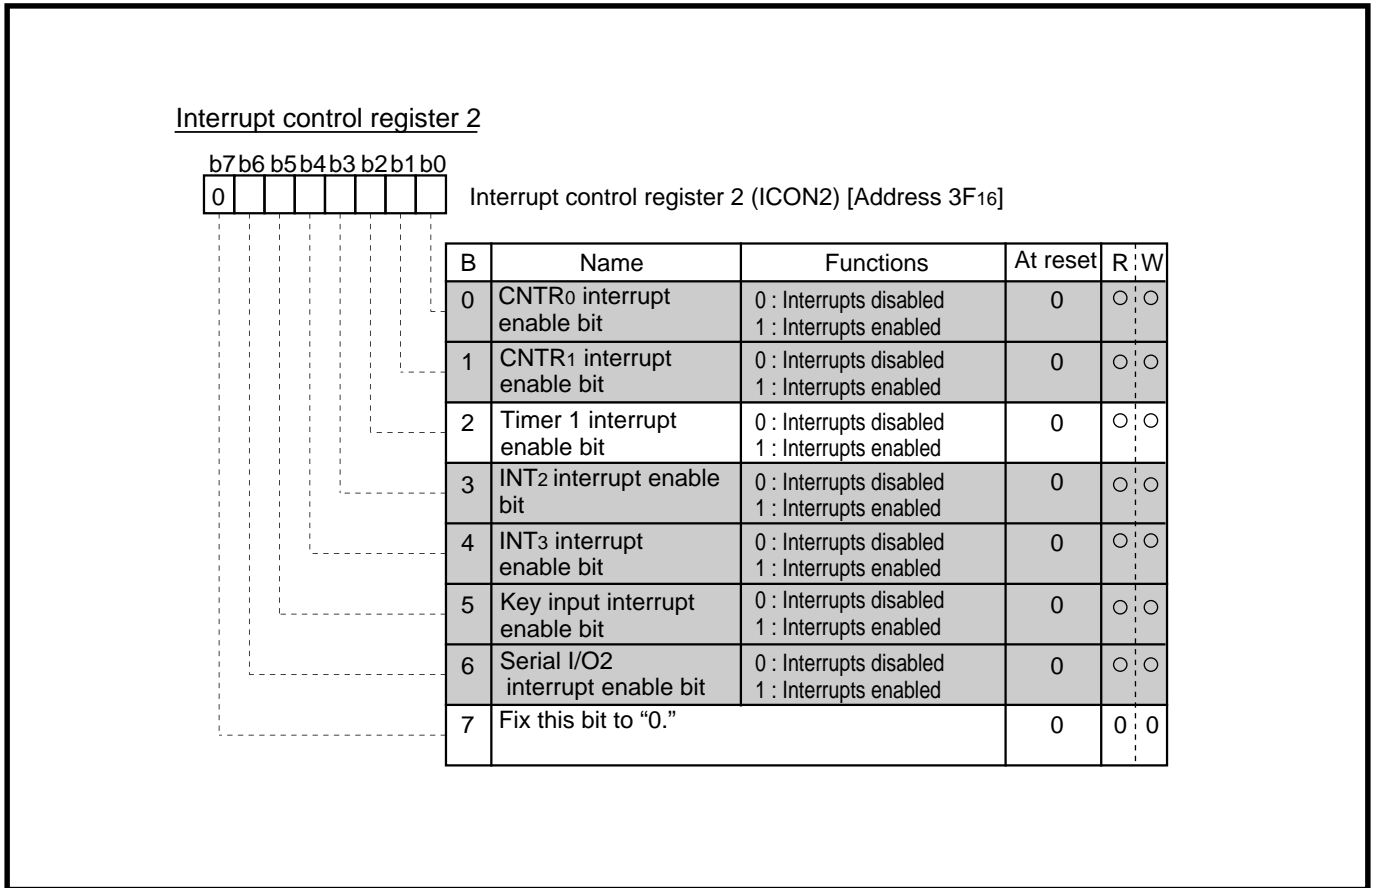 Interrupt control register 2
b7 b6 b5 b4 b3 b2 b1 b0
0
Interrupt control register 2 (ICON2) [Address 3F16]
B Name Functions At reset R W
0 CNTR0 interrupt enable bit 0 : Interrupts disabled 0 ○ ○
1 : Interrupts enabled
1 CNTR1 interrupt enable bit 0 : Interrupts disabled 0 ○ ○
1 : Interrupts enabled
2 Timer 1 interrupt enable bit 0 : Interrupts disabled 0 ○ ○
1 : Interrupts enabled
3 INT2 interrupt enable bit 0 : Interrupts disabled 0 ○ ○
1 : Interrupts enabled
4 INT3 interrupt enable bit 0 : Interrupts disabled 0 ○ ○
1 : Interrupts enabled
5 Key input interrupt enable bit 0 : Interrupts disabled 0 ○ ○
1 : Interrupts enabled
6 Serial I/O2 interrupt enable bit 0 : Interrupts disabled 0 ○ ○
1 : Interrupts enabled
7 Fix this bit to “0.” 0 0 0